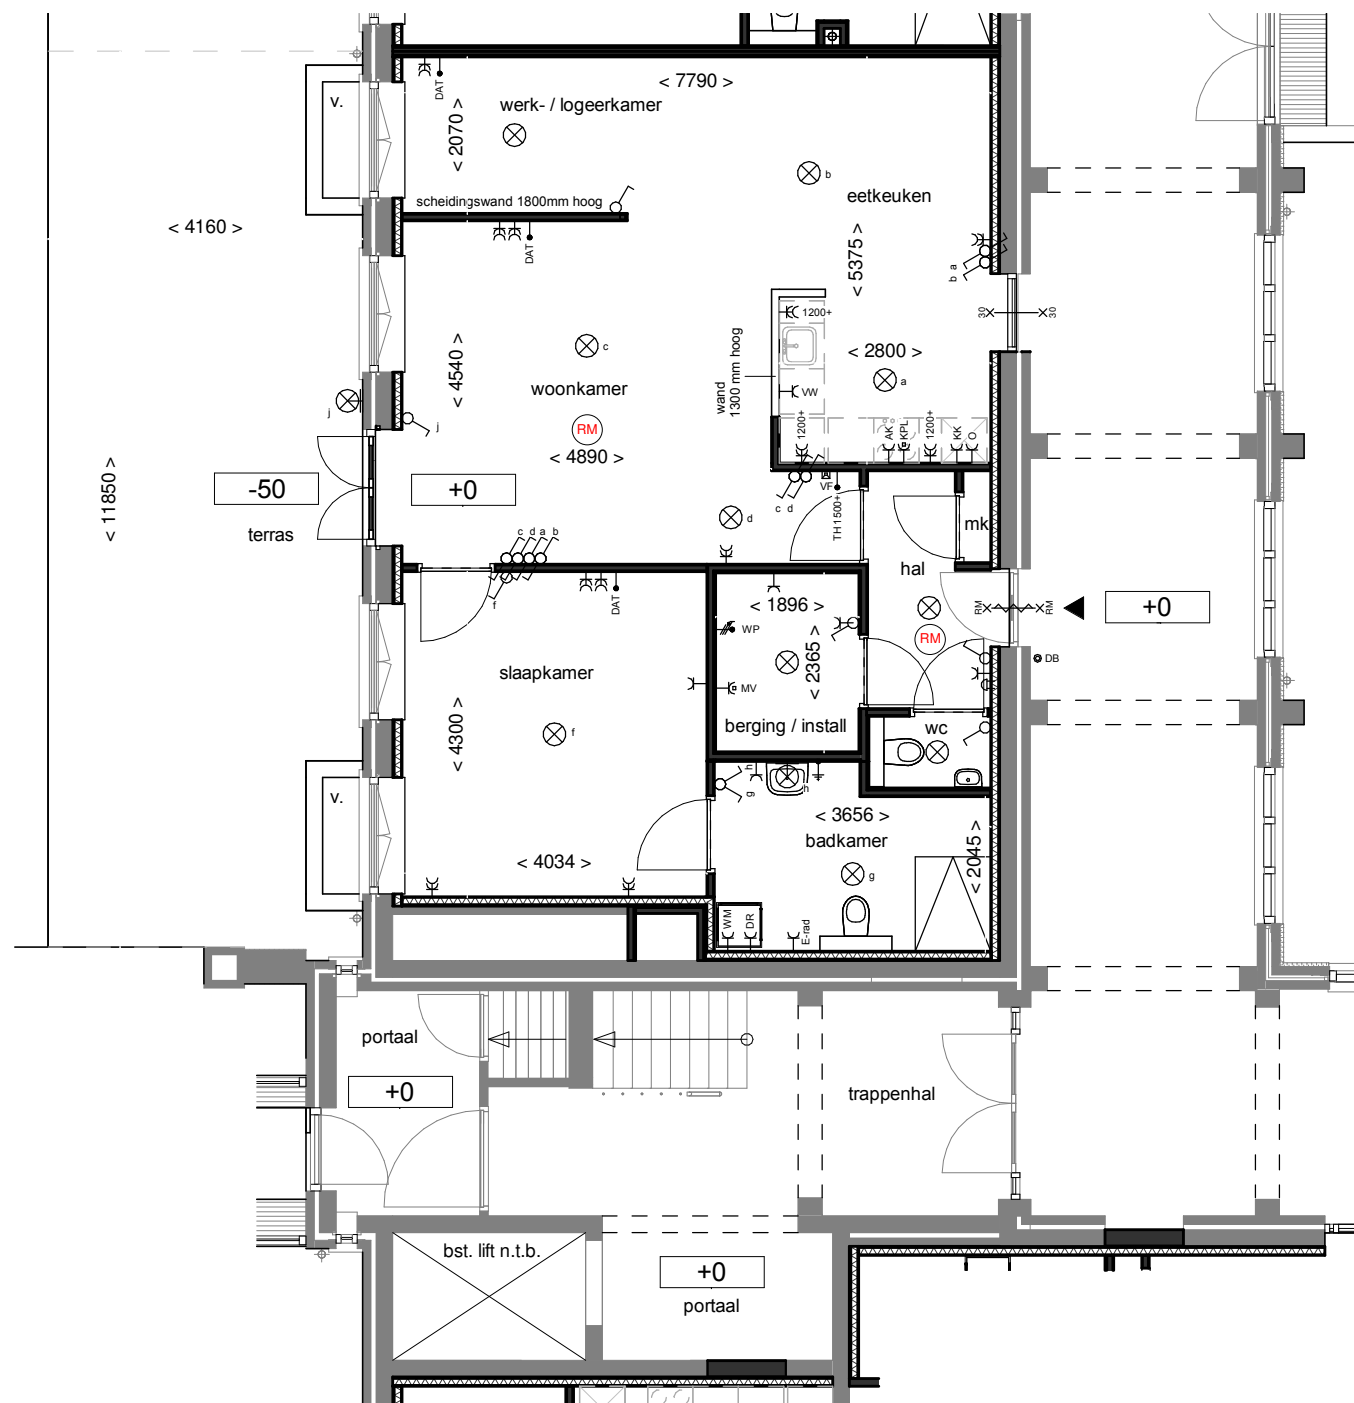 < 7790 >
DAT
v.
werk- / logeerkamer
< 2070 >
b
eetkeuken
scheidingswand 1800mm hoog
< 4160 >
DAT
< 5375 >
b a
1200+
30
30
wand
1300 mm hoog
< 2800 >
c
< 4540 >
a
woonkamer
VW
j
j
RM
1200+
AK
KPL
1200+
KK
O
< 4890 >
-50
+0
VF
< 11850 >
c d
TH1500+
d
mk
terras
c d a b
hal
f
DAT
< 1896 >
RM
RM
+0
WP
RM
< 2365 >
DB
slaapkamer
MV
berging / install
wc
f
< 4300 >
h
g
h
v.
< 3656 >
badkamer
< 2045 >
< 4034 >
g
WM
DR
E-rad
portaal
+0
trappenhal
bst. lift n.t.b.
+0
portaal